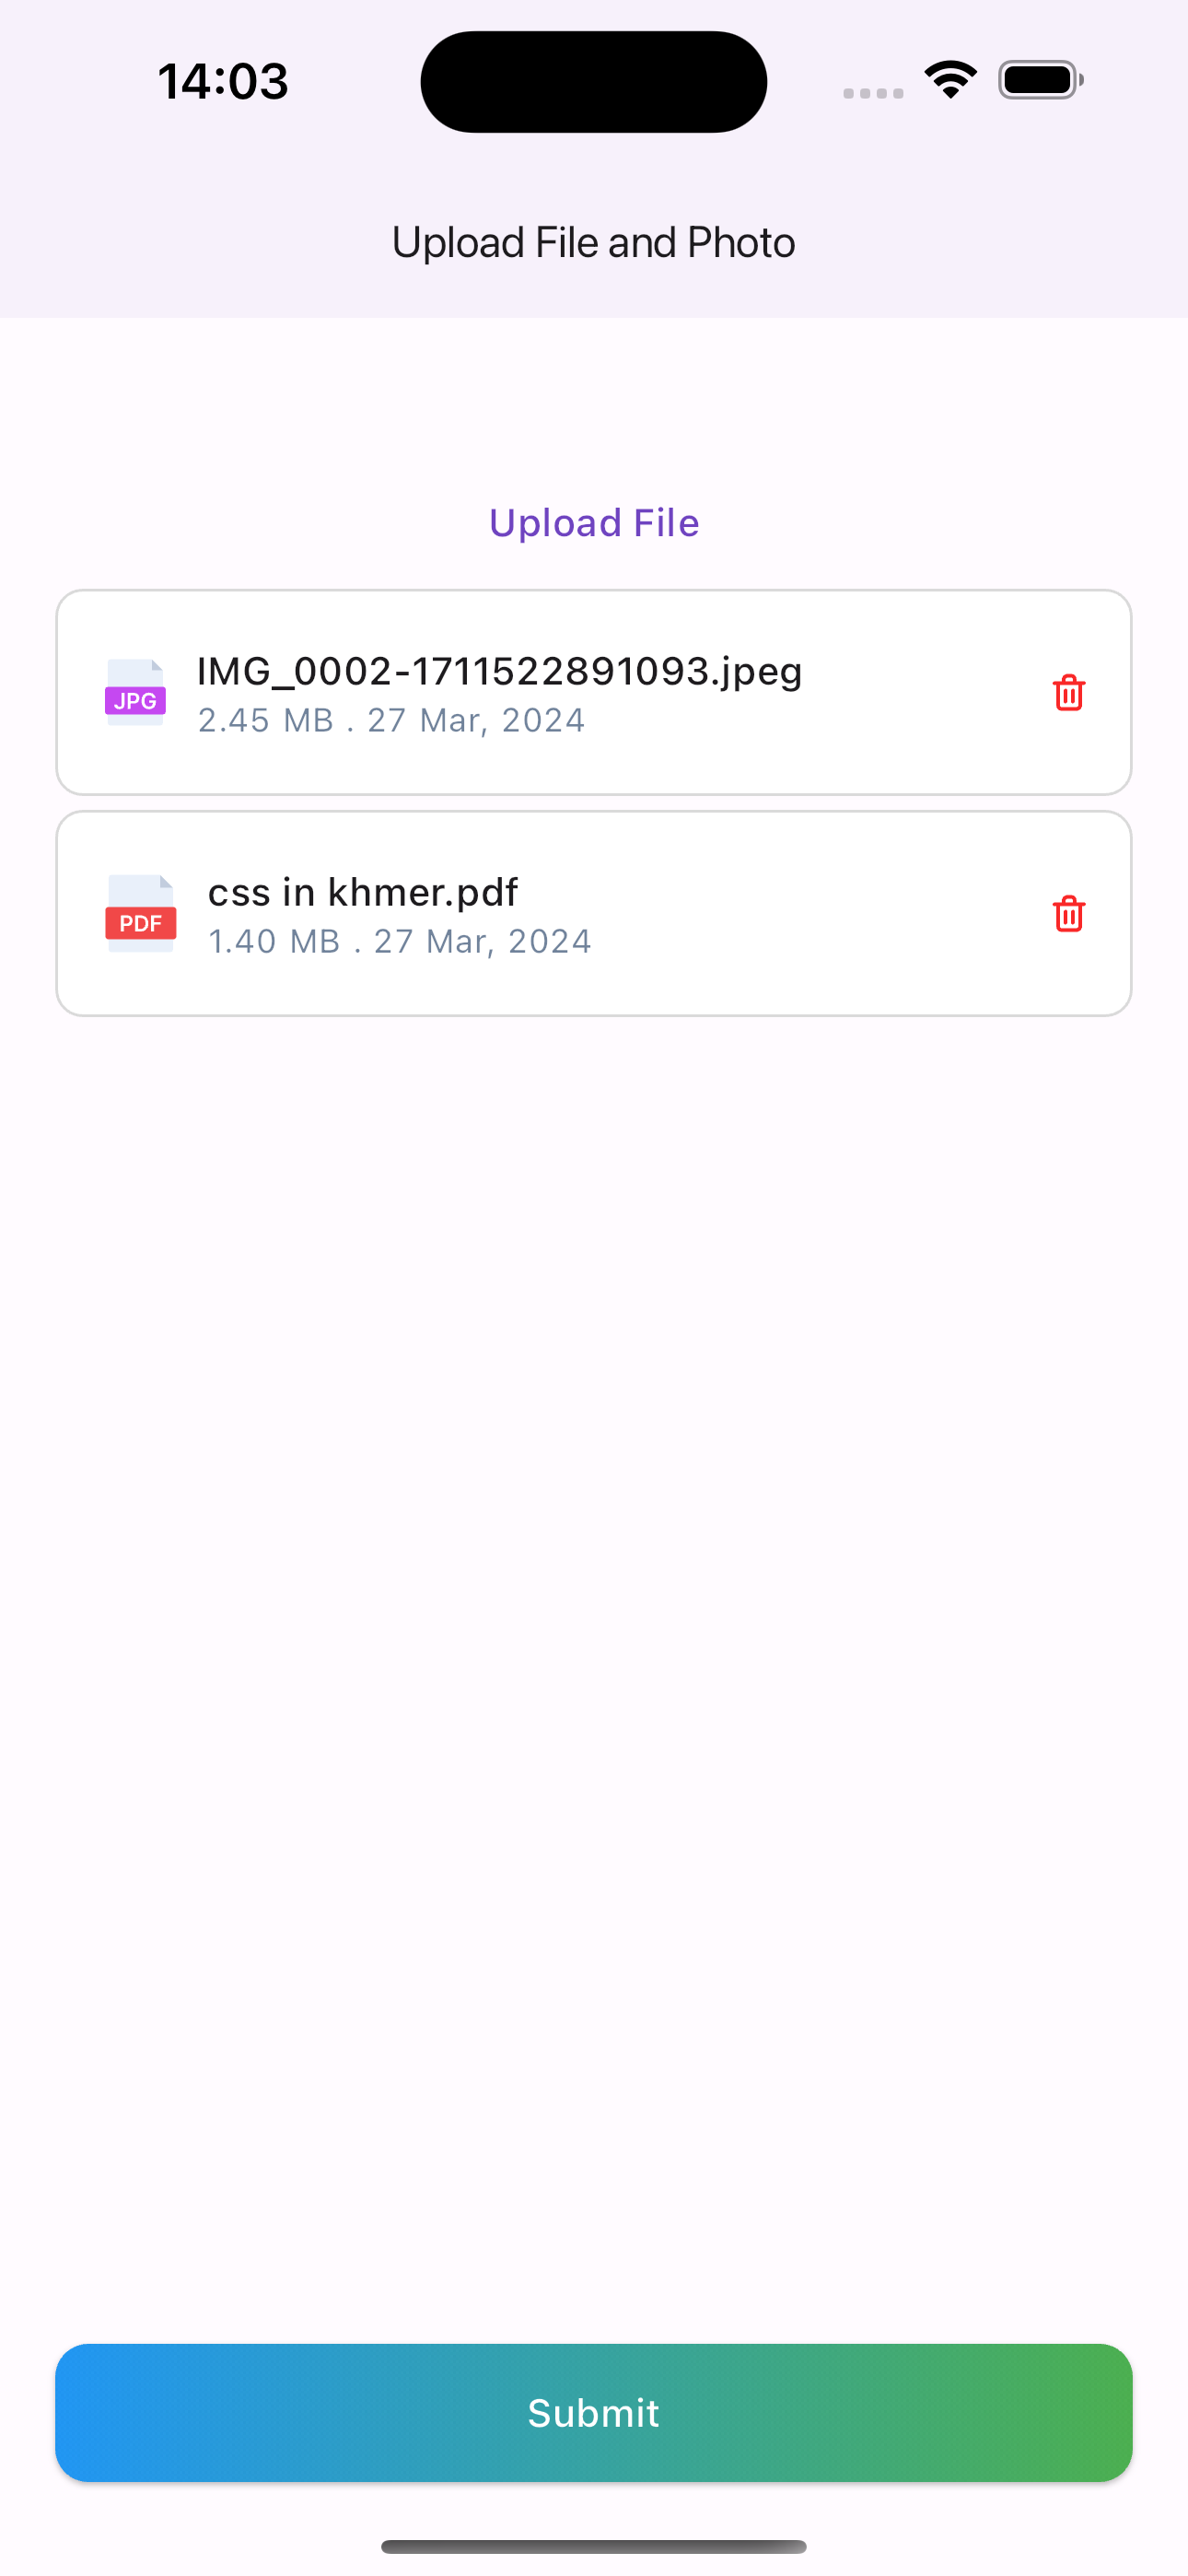 14:03
Upload File and Photo
Upload File
IMG_0002-1711522891093.jpeg
JPG
2.45 MB . 27 Mar, 2024
css in khmer.pdf
PDF
1.40 MB . 27 Mar, 2024
Submit